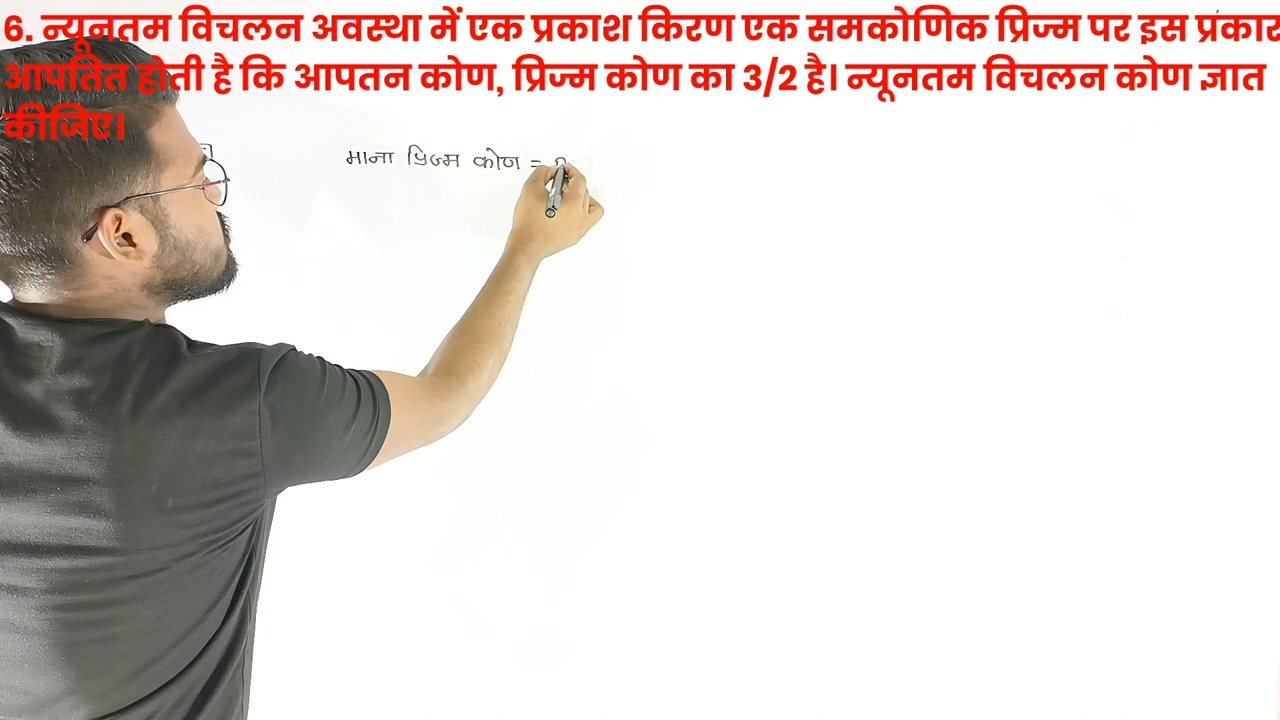 6. न्यूनतम विचलन अवस्था में एक प्रकाश किरण एक समकोणिक प्रिज्म पर इस प्रकार
आपतित होती है कि आपतन कोण, प्रिज्म कोण का 3/2 है। न्यूनतम विचलन कोण ज्ञात
कीजिए।
माना प्रिज्म कोण =